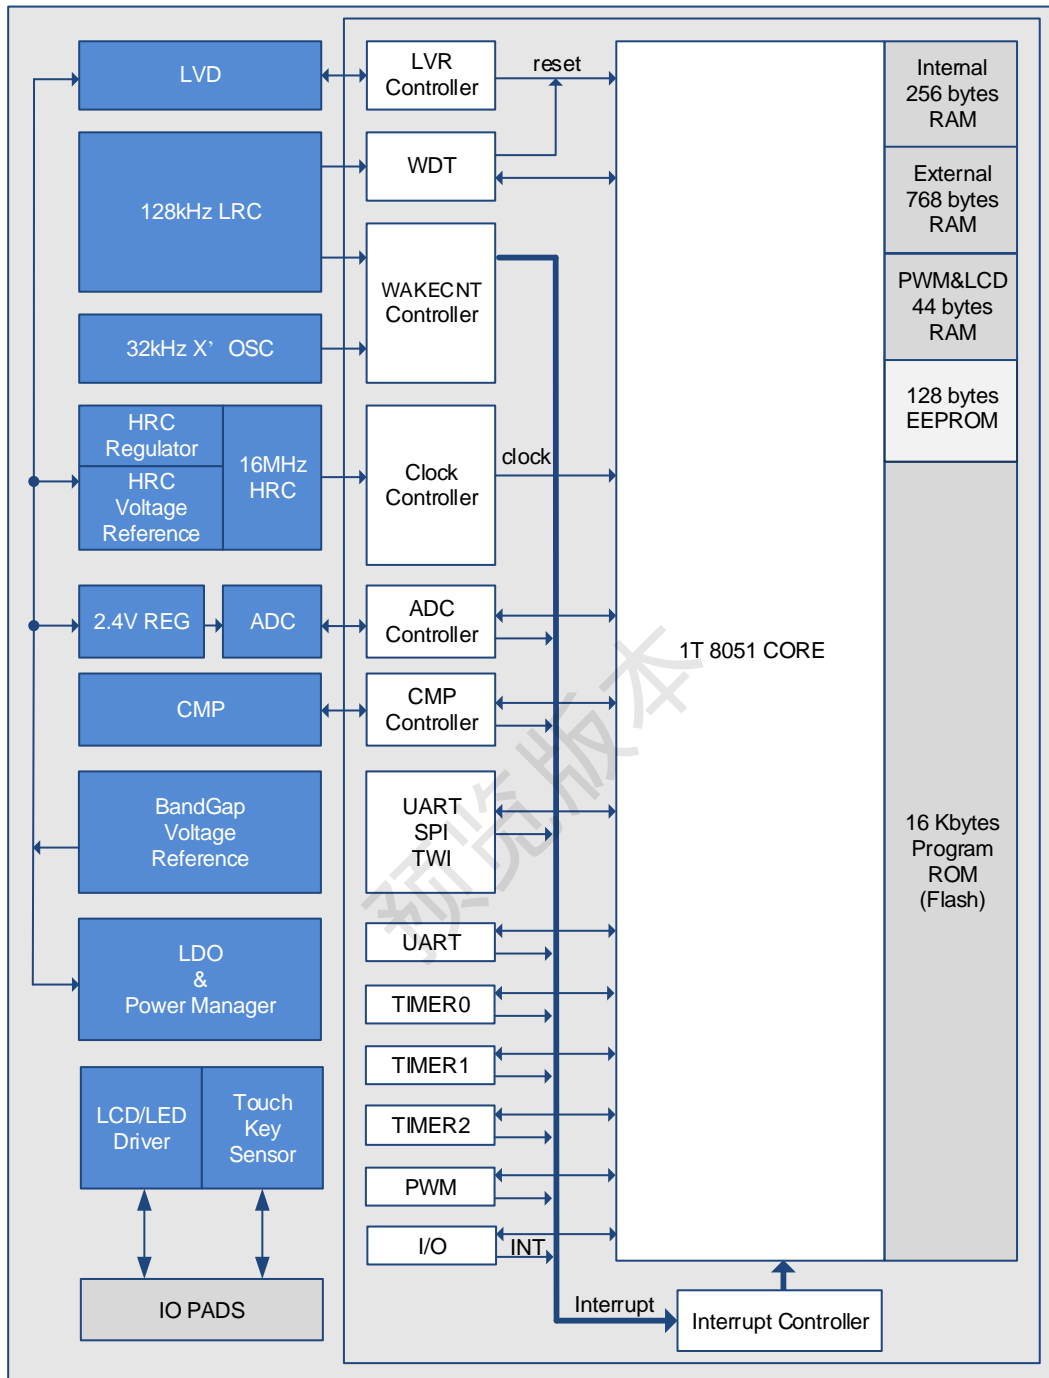 LVD
LVR
Controller
reset
Internal
256 bytes
RAM
128kHz LRC
WDT
External
768 bytes
RAM
WAKECNT
Controller
PWM&LCD
44 bytes
RAM
32kHz X’ OSC
128 bytes
EEPROM
HRC
Regulator
HRC
Voltage
Reference
16MHz
HRC
Clock
Controller
clock
2.4V REG
ADC
ADC
Controller
1T 8051 CORE
CMP
CMP
Controller
BandGap
Voltage
Reference
UART
SPI
TWI
16 Kbytes
Program
ROM
(Flash)
UART
LDO
&
Power Manager
TIMER0
TIMER1
LCD/LED
Driver
Touch
Key
Sensor
TIMER2
PWM
I/O
INT
IO PADS
Interrupt
Interrupt Controller
预览版本